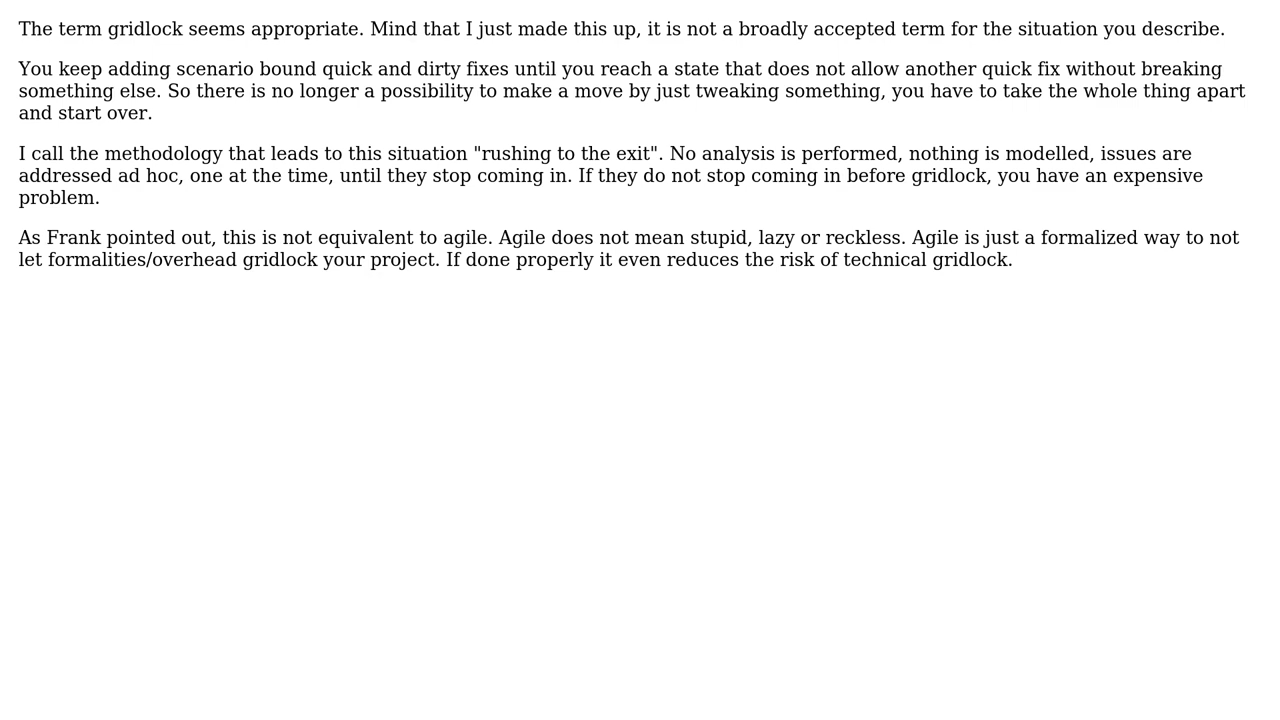 The term gridlock seems appropriate. Mind that I just made this up, it is not a broadly accepted term for the situation you describe.
You keep adding scenario bound quick and dirty fixes until you reach a state that does not allow another quick fix without breaking
something else. So there is no longer a possibility to make a move by just tweaking something, you have to take the whole thing apart
and start over.
I call the methodology that leads to this situation "rushing to the exit". No analysis is performed, nothing is modelled, issues are
addressed ad hoc, one at the time, until they stop coming in. If they do not stop coming in before gridlock, you have an expensive
problem.
As Frank pointed out, this is not equivalent to agile. Agile does not mean stupid, lazy or reckless. Agile is just a formalized way to not
let formalities/overhead gridlock your project. If done properly it even reduces the risk of technical gridlock.